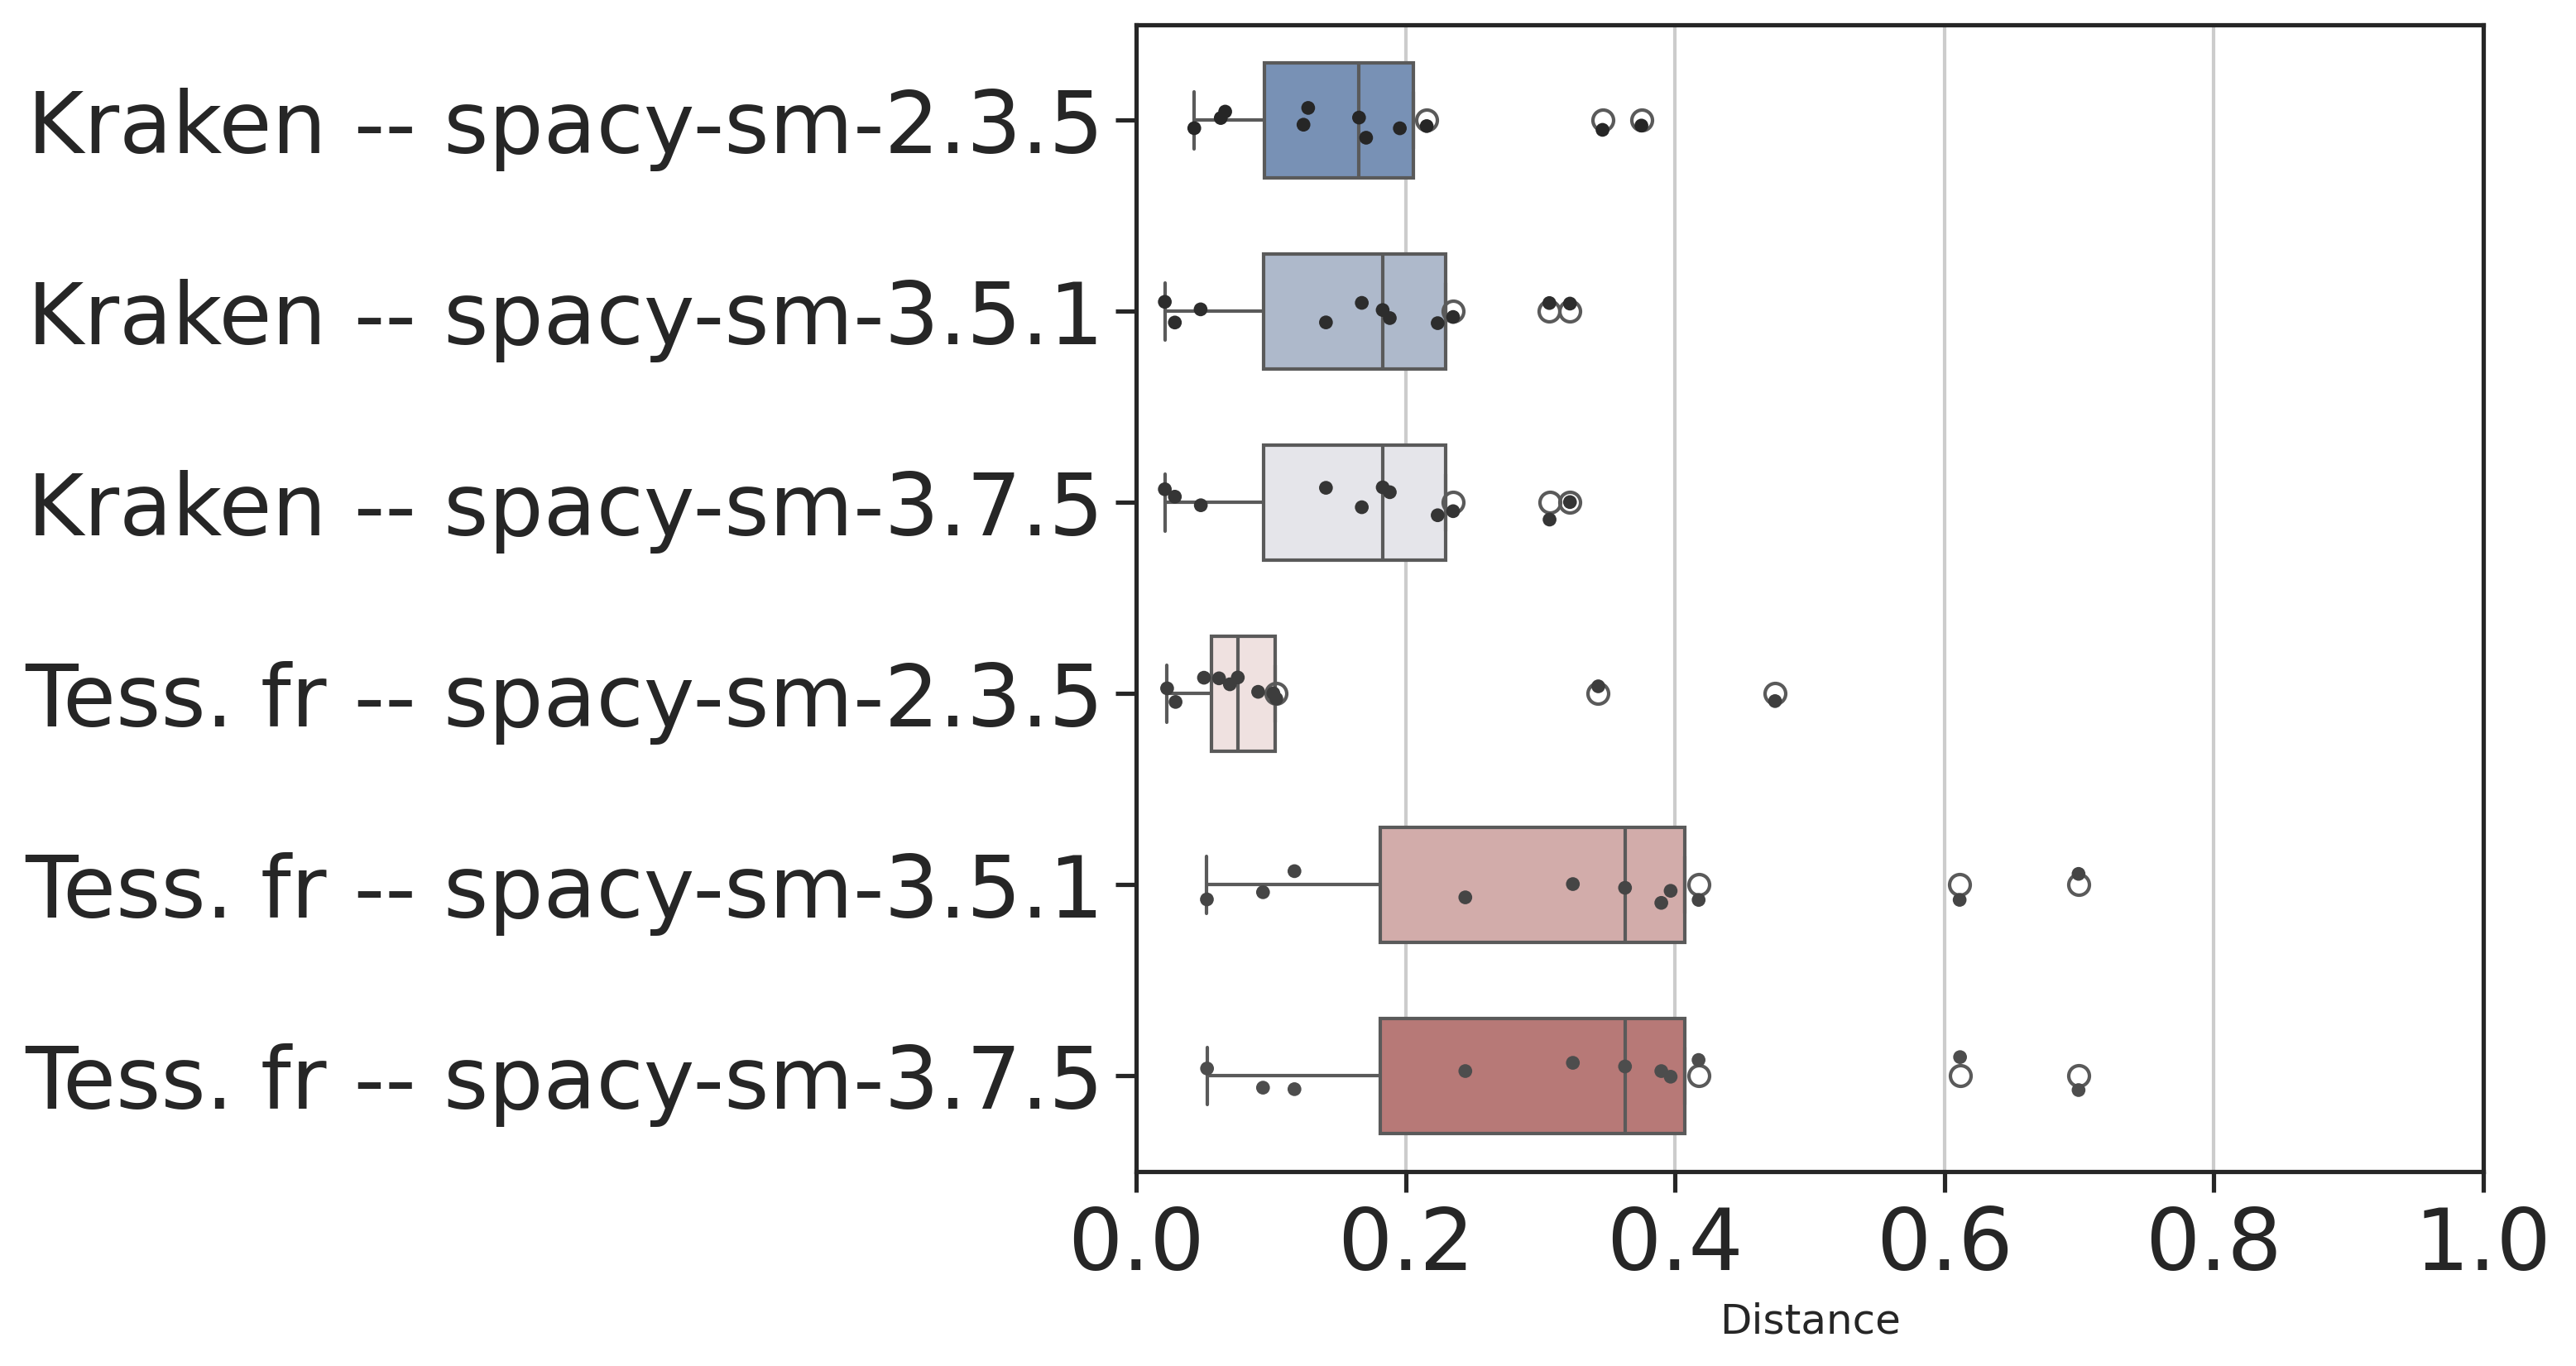 Kraken -- spacy-sm-2.3.5
Kraken -- spacy-sm-3.5.1
Kraken -- spacy-sm-3.7.5
Tess. fr -- spacy-sm-2.3.5
Tess. fr -- spacy-sm-3.5.1
Tess. fr -- spacy-sm-3.7.5
0.0 0.2 0.4 0.6 0.8 1.0
Distance